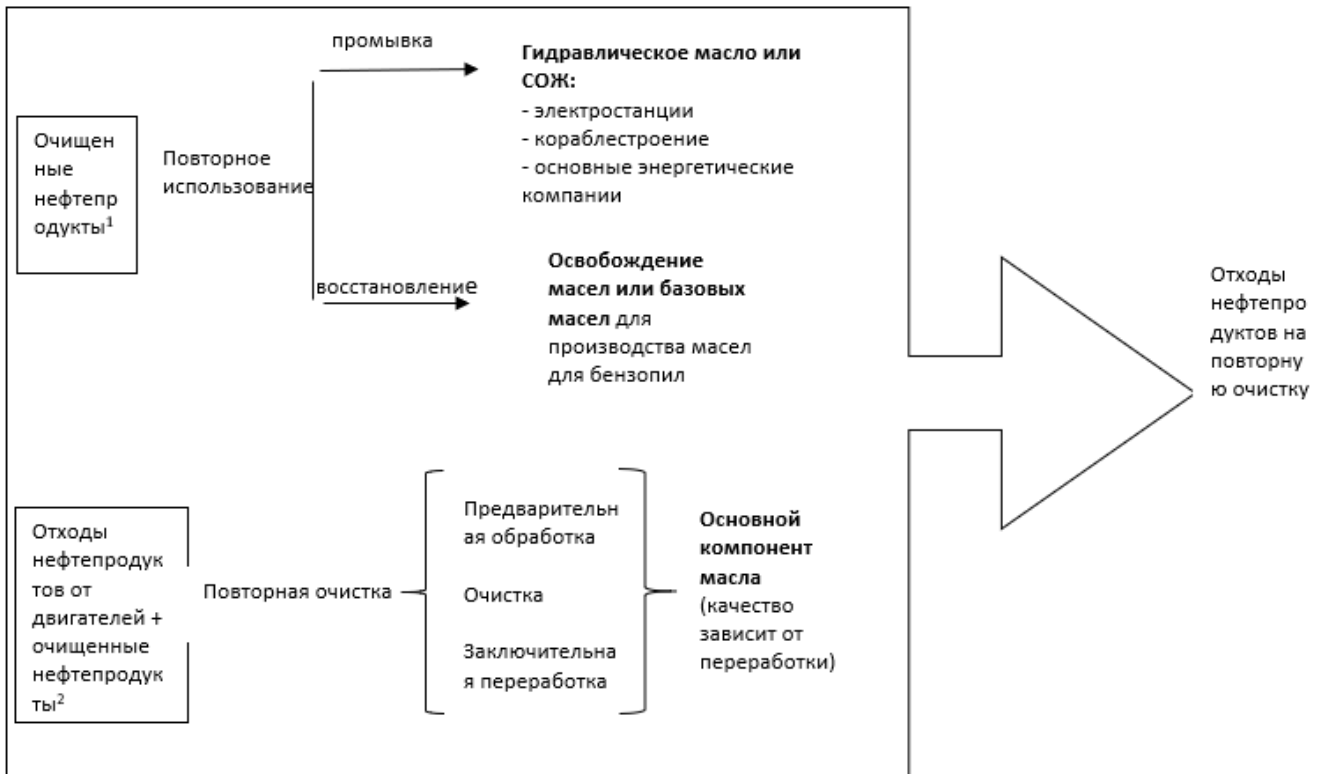 промывка
Гидравлическое масло или
СОЖ:
- электростанции
- кораблестроение
- основные энергетические
компании
Очищен
ные
нефтепр
одукты¹
Повторное
использование
восстановление
Освобождение
масел или базовых
масел для
производства масел
для бензопил
Отходы
нефтепро
дуктов на
повторну
ю очистку
Отходы
нефтепродук
тов от
двигателей +
очищенные
нефтепродук
ты²
Повторная очистка
Предварительн
ая обработка
Очистка
Заключительна
я переработка
Основной
компонент
масла
(качество
зависит от
переработки)